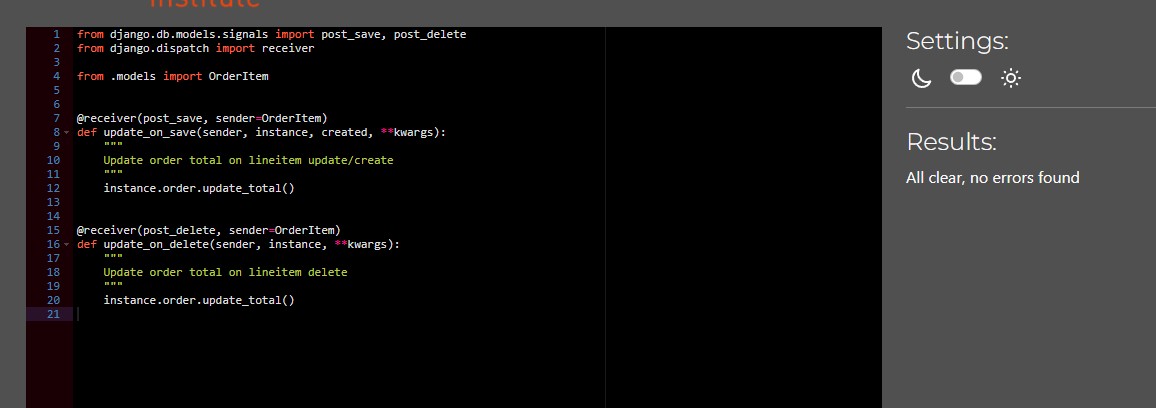 Institute
1 from django.db.models.signals import post_save, post_delete
2 from django.dispatch import receiver
3
4 from .models import OrderItem
5
6
7 @receiver(post_save, sender=OrderItem)
8 def update_on_save(sender, instance, created, **kwargs):
9     """
10     Update order total on lineitem update/create
11     """
12     instance.order.update_total()
13
14
15 @receiver(post_delete, sender=OrderItem)
16 def update_on_delete(sender, instance, **kwargs):
17     """
18     Update order total on lineitem delete
19     """
20     instance.order.update_total()
21
Settings:
Results:
All clear, no errors found